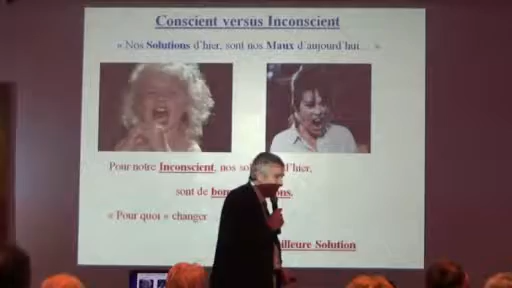 Conscient versus Inconscient
« Nos Solutions d'hier, sont nos Maux d'aujourd'hui… »
Pour notre Inconscient, nos d'hier,
sont de
« Pour quoi » changer
Solution